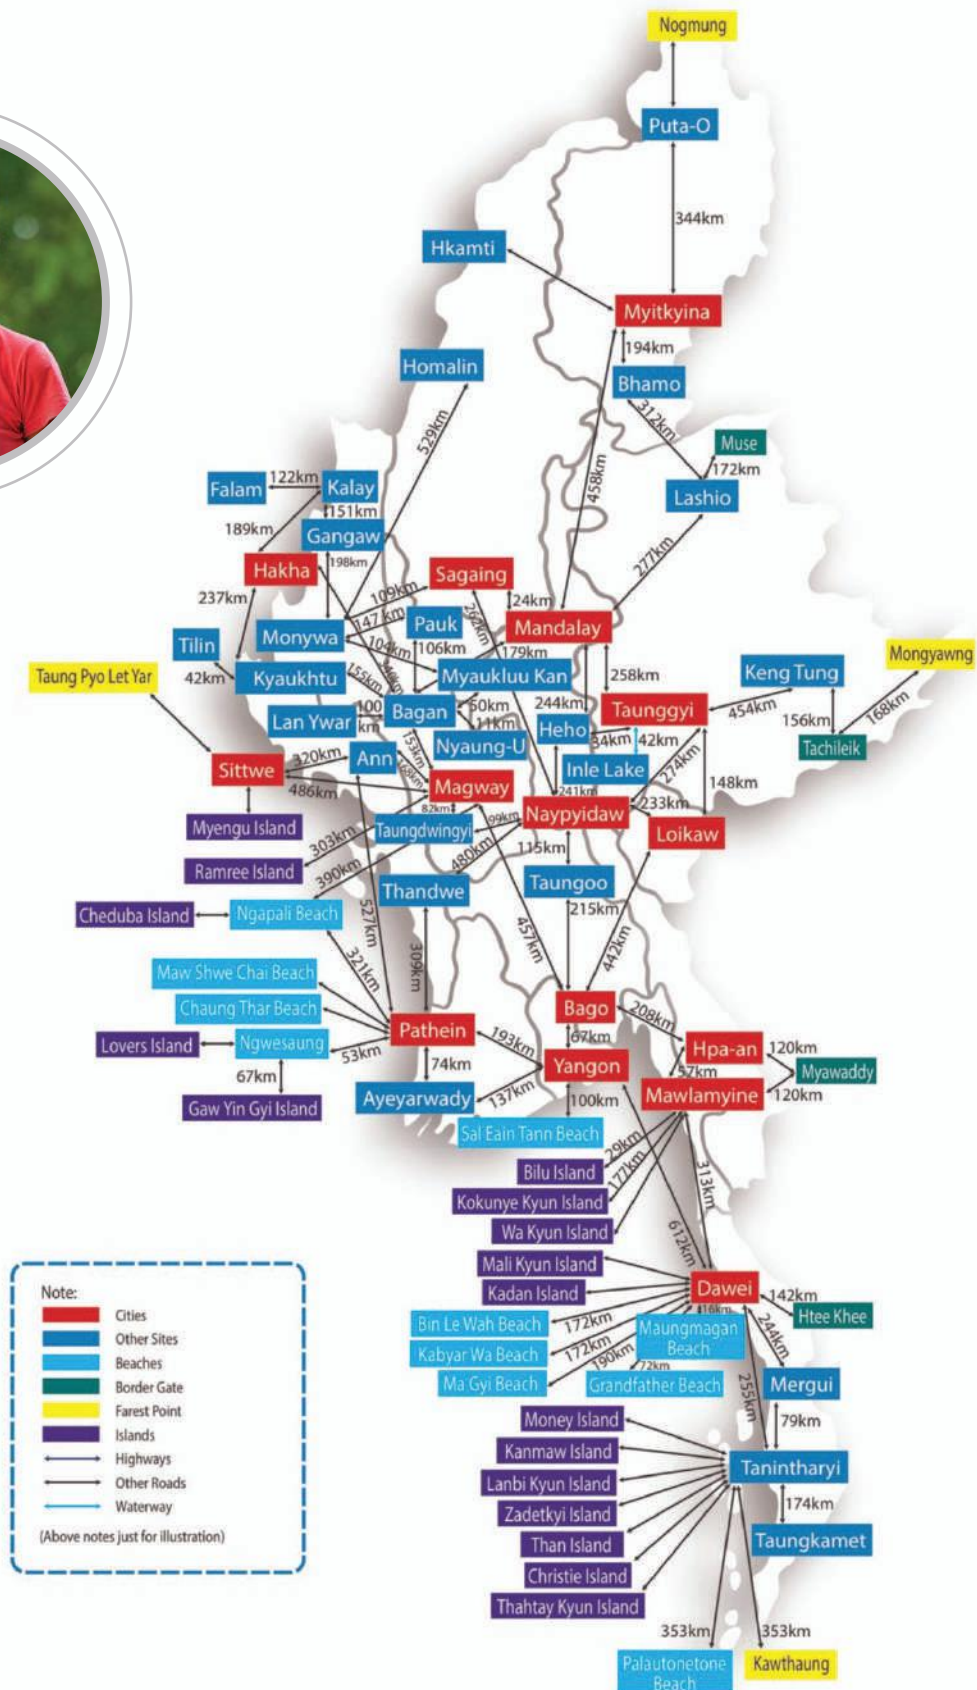 Nogmung
Puta-O
344km
Hkamti
Myitkyina
194km
Homalin
Bhamo
529km
312km
Muse
458km
172km
Falam
122km
Kalay
Lashio
151km
189km
Gangaw
277km
Hakha
198km
Sagaing
237km
109km
24km
147km
262km
Tilin
Monywa
Pauk
Mandalay
104km
106km
179km
Mongyawng
Taung Pyo Let Yar
42km
Kyaukhtu
155km
Myaukluu Kan
258km
Keng Tung
168km
Lan Ywar
100
km
Bagan
50km
244km
Taunggyi
454km
156km
11km
Heho
34km
42km
Tachileik
153km
Nyaung-U
320km
Ann
168km
Inle Lake
274km
148km
Sittwe
486km
Magway
241km
233km
82km
99km
Naypyidaw
Loikaw
Myengu Island
303km
Taungdwingyi
115km
Ramree Island
390km
480km
Thandwe
Taungoo
Cheduba Island
Ngapali Beach
527km
215km
321km
309km
457km
442km
Maw Shwe Chai Beach
Chaung Thar Beach
Bago
208km
Pathein
193km
67km
Lovers Island
Ngwesaung
53km
Hpa-an
120km
67km
74km
Yangon
57km
Myawaddy
Gaw Yin Gyi Island
Ayeyarwady
137km
100km
Mawlamyine
120km
Sal Eain Tann Beach
29km
Bilu Island
177km
313km
Kokunye Kyun Island
Wa Kyun Island
612km
Mali Kyun Island
Kadan Island
Dawei
142km
16km
Htee Khee
Bin Le Wah Beach
172km
Maungmagan
Beach
244km
Kabyar Wa Beach
172km
190km
72km
Ma Gyi Beach
Grandfather Beach
255km
Mergui
Money Island
79km
Kanmaw Island
Tanintharyi
Lanbi Kyun Island
174km
Zadetkyi Island
Than Island
Taungkamet
Christie Island
Thahtay Kyun Island
353km
353km
Palautonetone
Beach
Kawthaung
Note:
Cities
Other Sites
Beaches
Border Gate
Farest Point
Islands
Highways
Other Roads
Waterway
(Above notes just for illustration)